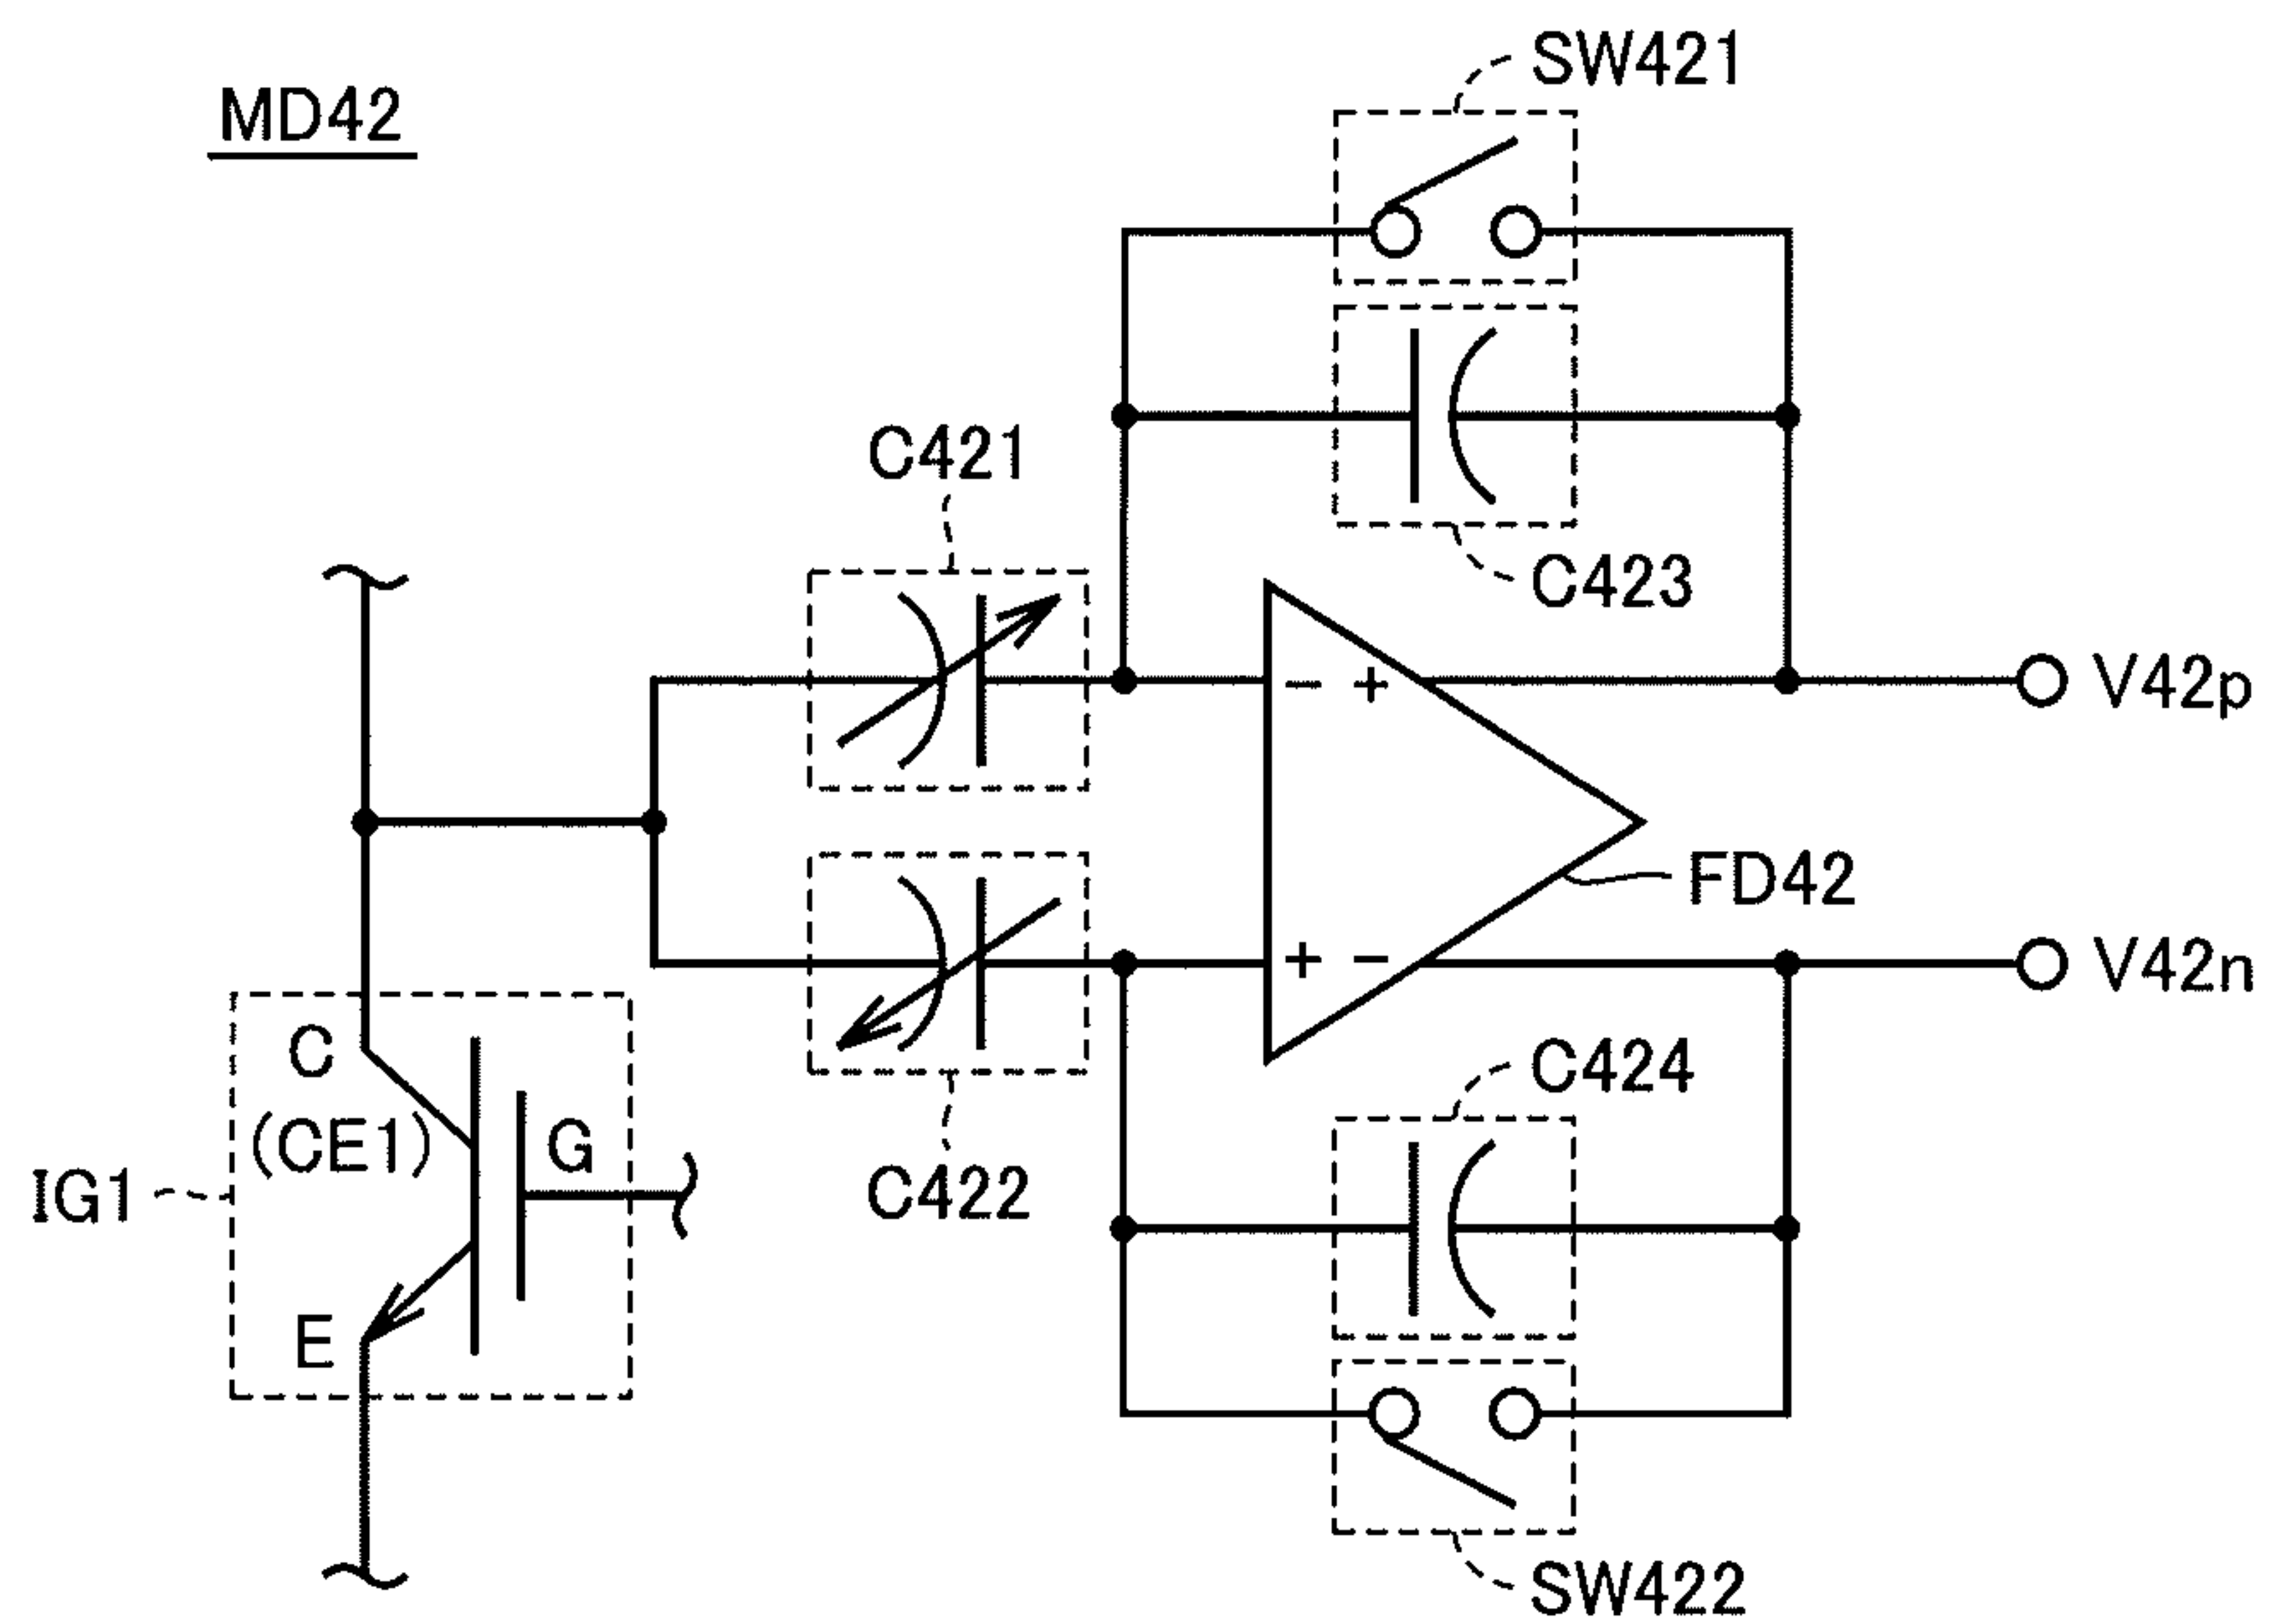 MD42
SW421
C421
C423
- +
V42p
FD42
+ -
V42n
C
(CE1)
G
IG1
E
C422
C424
SW422